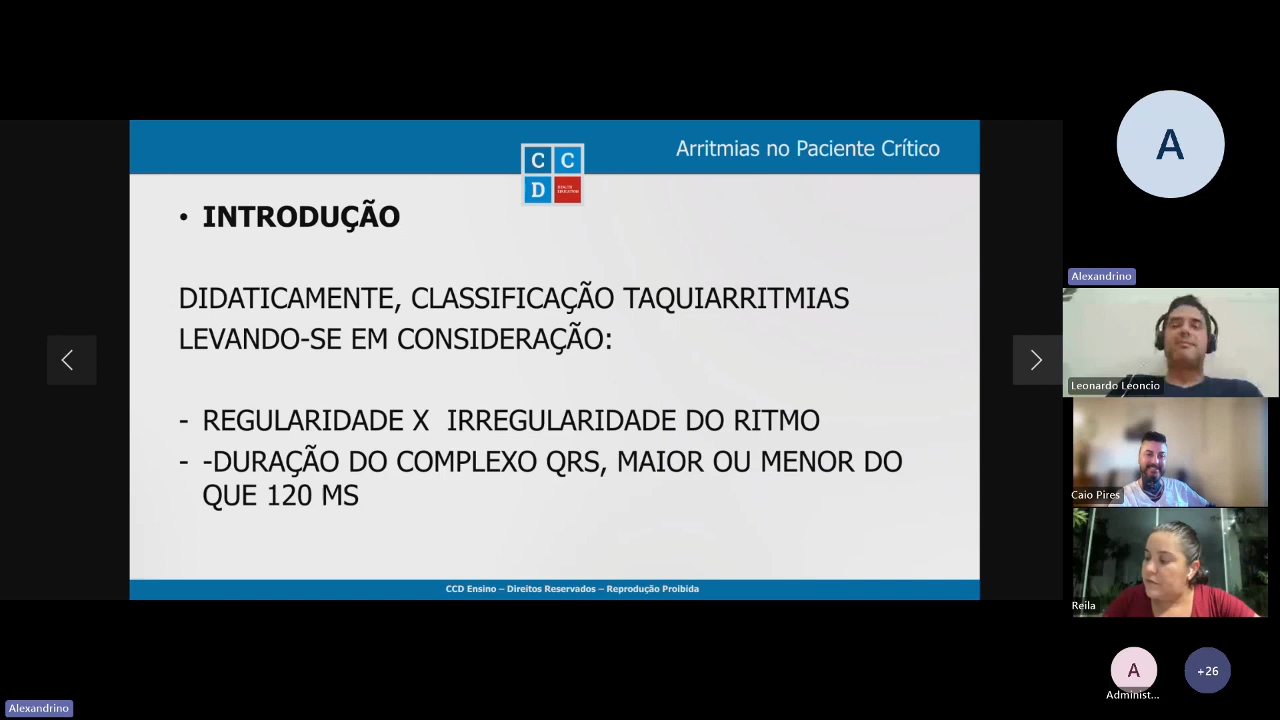 Arritmias no Paciente Crítico
C C
D HEALTH EDUCATION
• INTRODUÇÃO
DIDATICAMENTE, CLASSIFICAÇÃO TAQUIARRITMIAS
LEVANDO-SE EM CONSIDERAÇÃO:
- REGULARIDADE X IRREGULARIDADE DO RITMO
- -DURAÇÃO DO COMPLEXO QRS, MAIOR OU MENOR DO
QUE 120 MS
CCD Ensino – Direitos Reservados – Reprodução Proibida
A
Alexandrino
Leonardo Leoncio
Caio Pires
Reila
A
Administ...
+26
Alexandrino